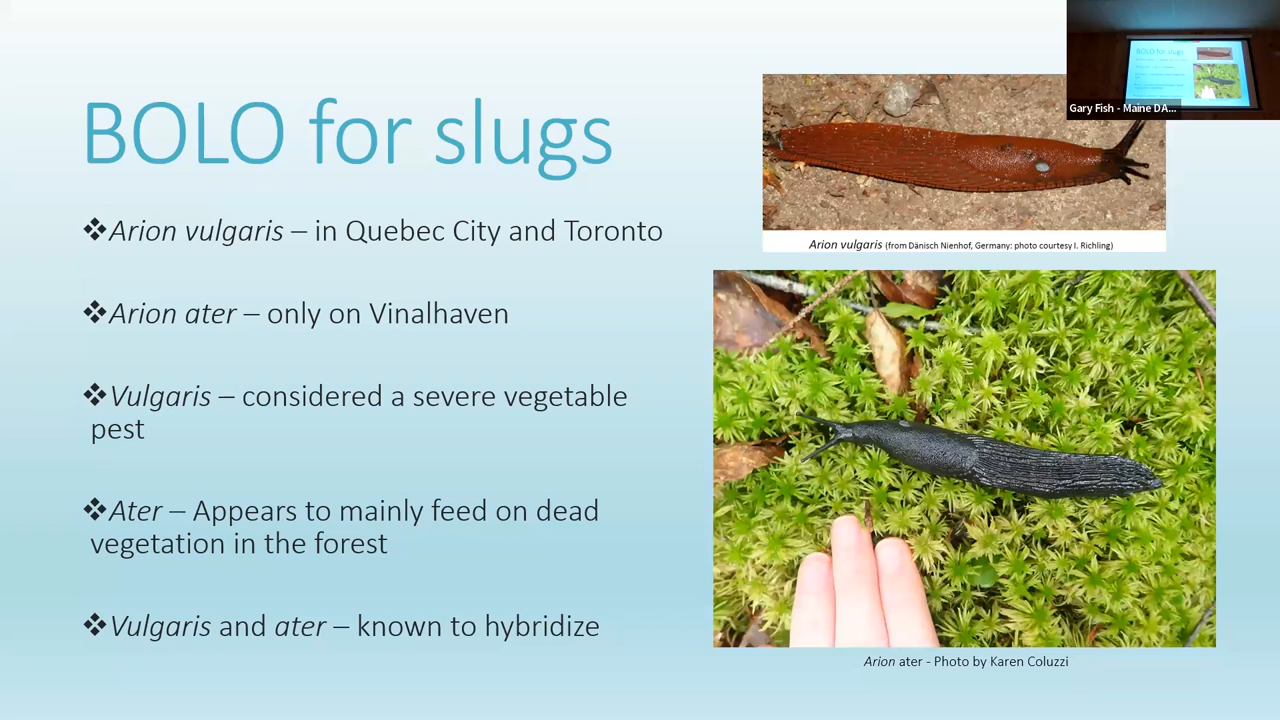 BOLO for slugs
❖Arion vulgaris – in Quebec City and Toronto
❖Arion ater – only on Vinalhaven
❖Vulgaris – considered a severe vegetable
pest
❖Ater – Appears to mainly feed on dead
vegetation in the forest
❖Vulgaris and ater – known to hybridize
Gary Fish - Maine DA...
Arion vulgaris (from Dänisch Nienhof, Germany: photo courtesy I. Richling)
Arion ater - Photo by Karen Coluzzi
BOLO for slugs